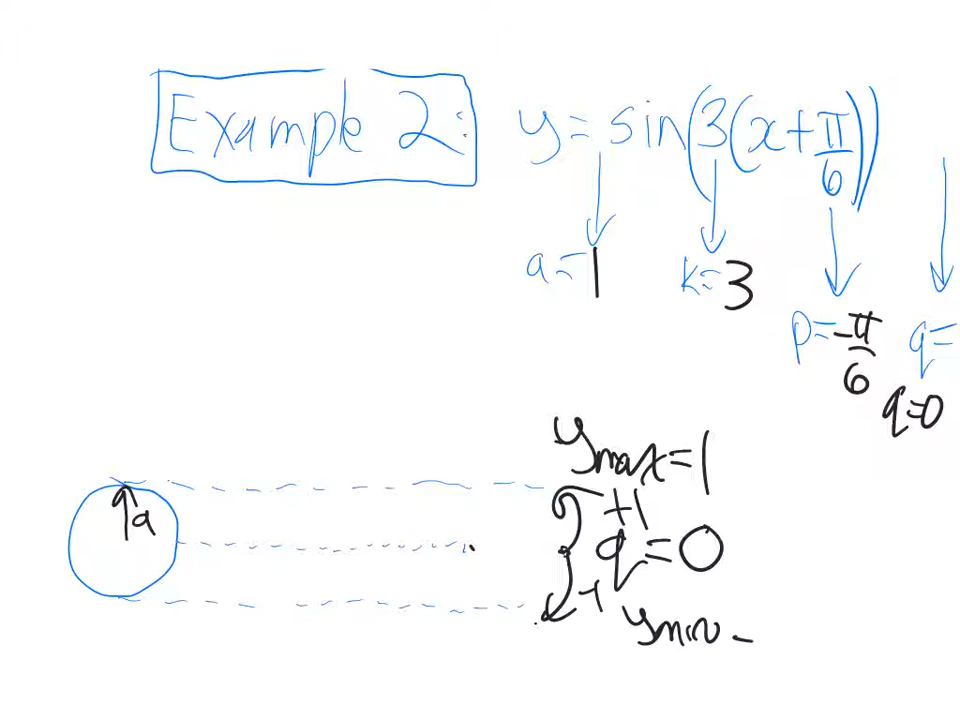 Example 2: y = sin(3(x+π/6))
a=1 k=3
p=-π/6 q=
q=0
ymax=1
a +1
q=0
-1
ymin -